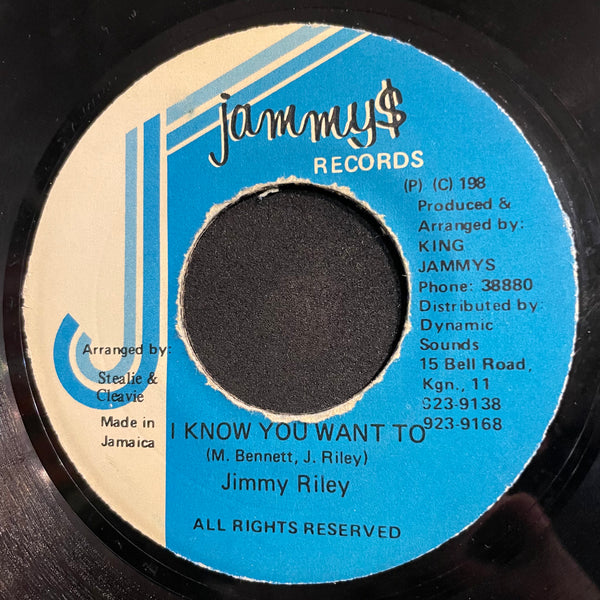 jammy$
RECORDS
(P) (C) 198
Produced &
Arranged by:
KING
JAMMYS
Phone: 38880
Distributed by:
Dynamic
Sounds
15 Bell Road,
Kgn., 11
923-9138
923-9168
Arranged by:
Stealie &
Cleavie
Made in
Jamaica
I KNOW YOU WANT TO
(M. Bennett, J. Riley)
Jimmy Riley
ALL RIGHTS RESERVED